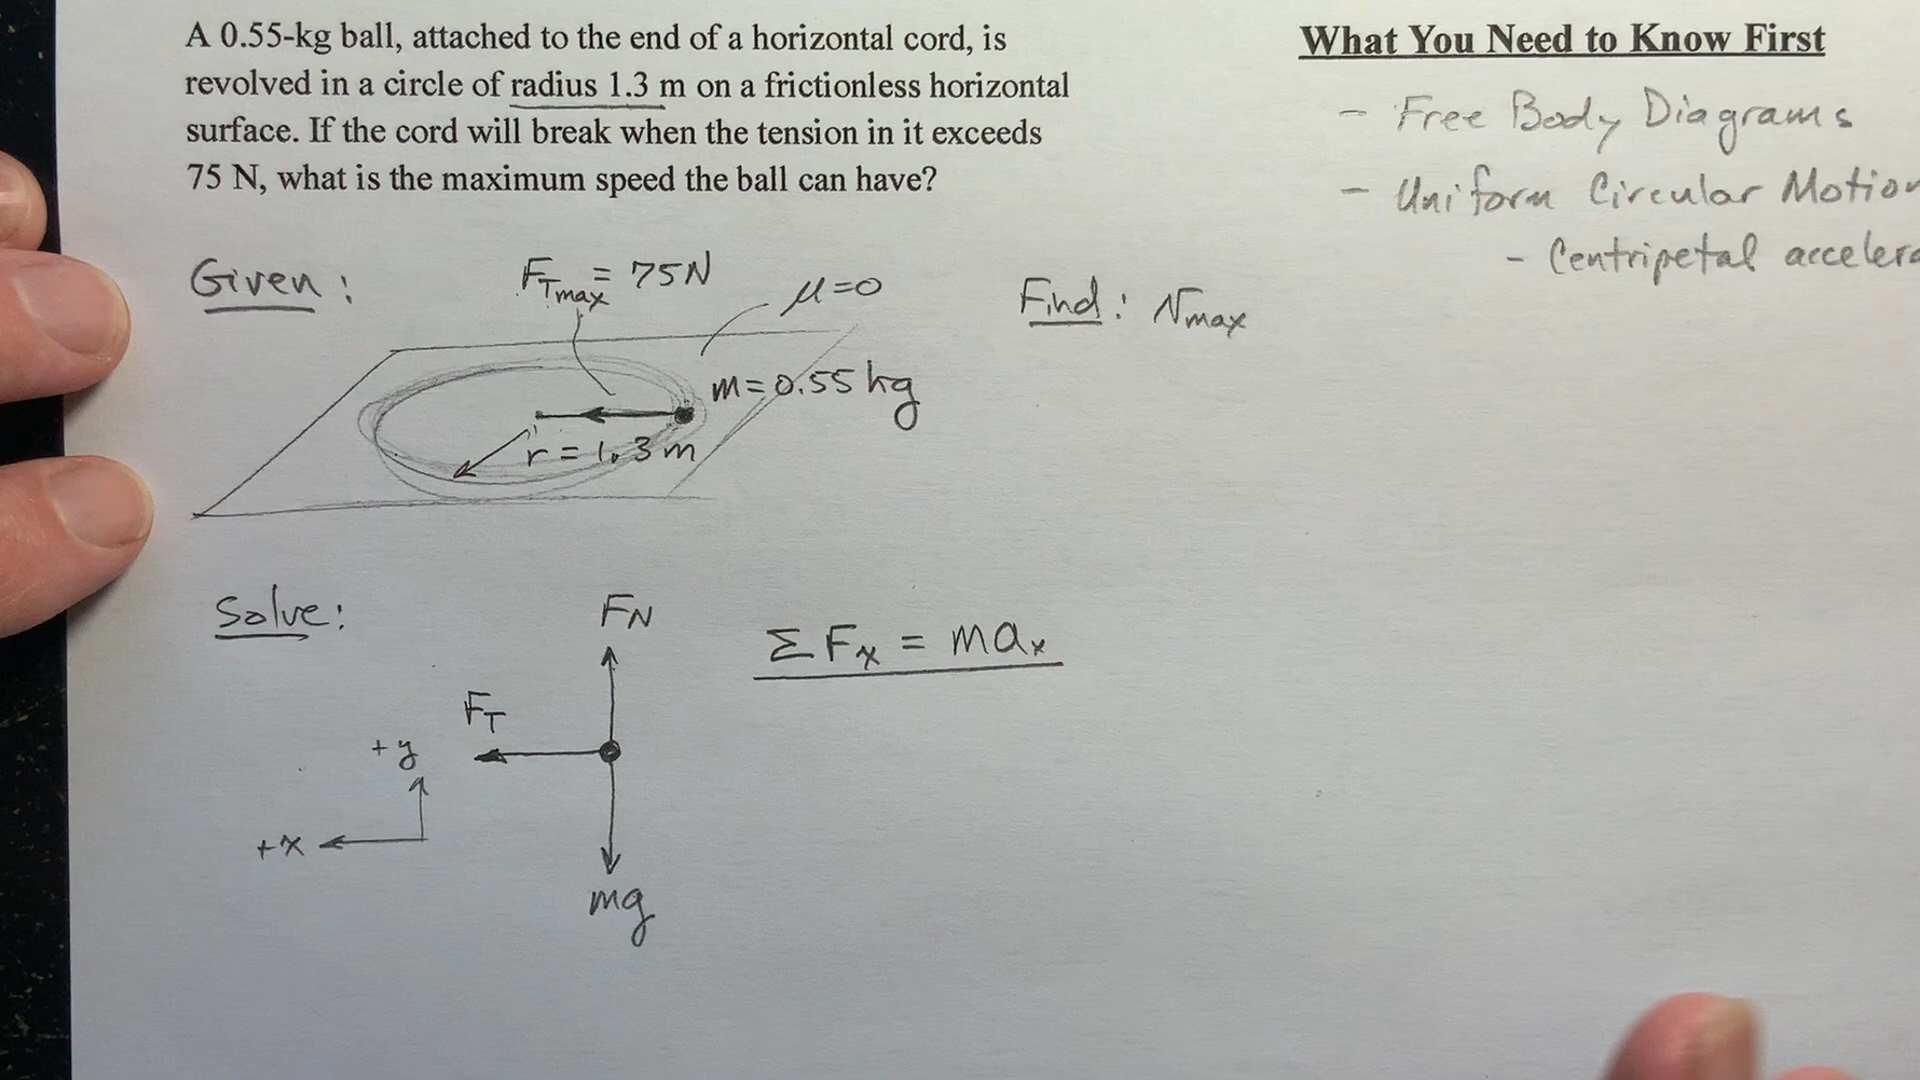 A 0.55-kg ball, attached to the end of a horizontal cord, is
revolved in a circle of radius 1.3 m on a frictionless horizontal
surface. If the cord will break when the tension in it exceeds
75 N, what is the maximum speed the ball can have?
What You Need to Know First
- Free Body Diagrams
- Uniform Circular Motion
- Centripetal accelera
Given:
FTmax = 75N
μ=0
m=0.55 kg
r = 1.3 m
Find: vmax
Solve:
FN
FT
mg
+y
+x
ΣFx = max